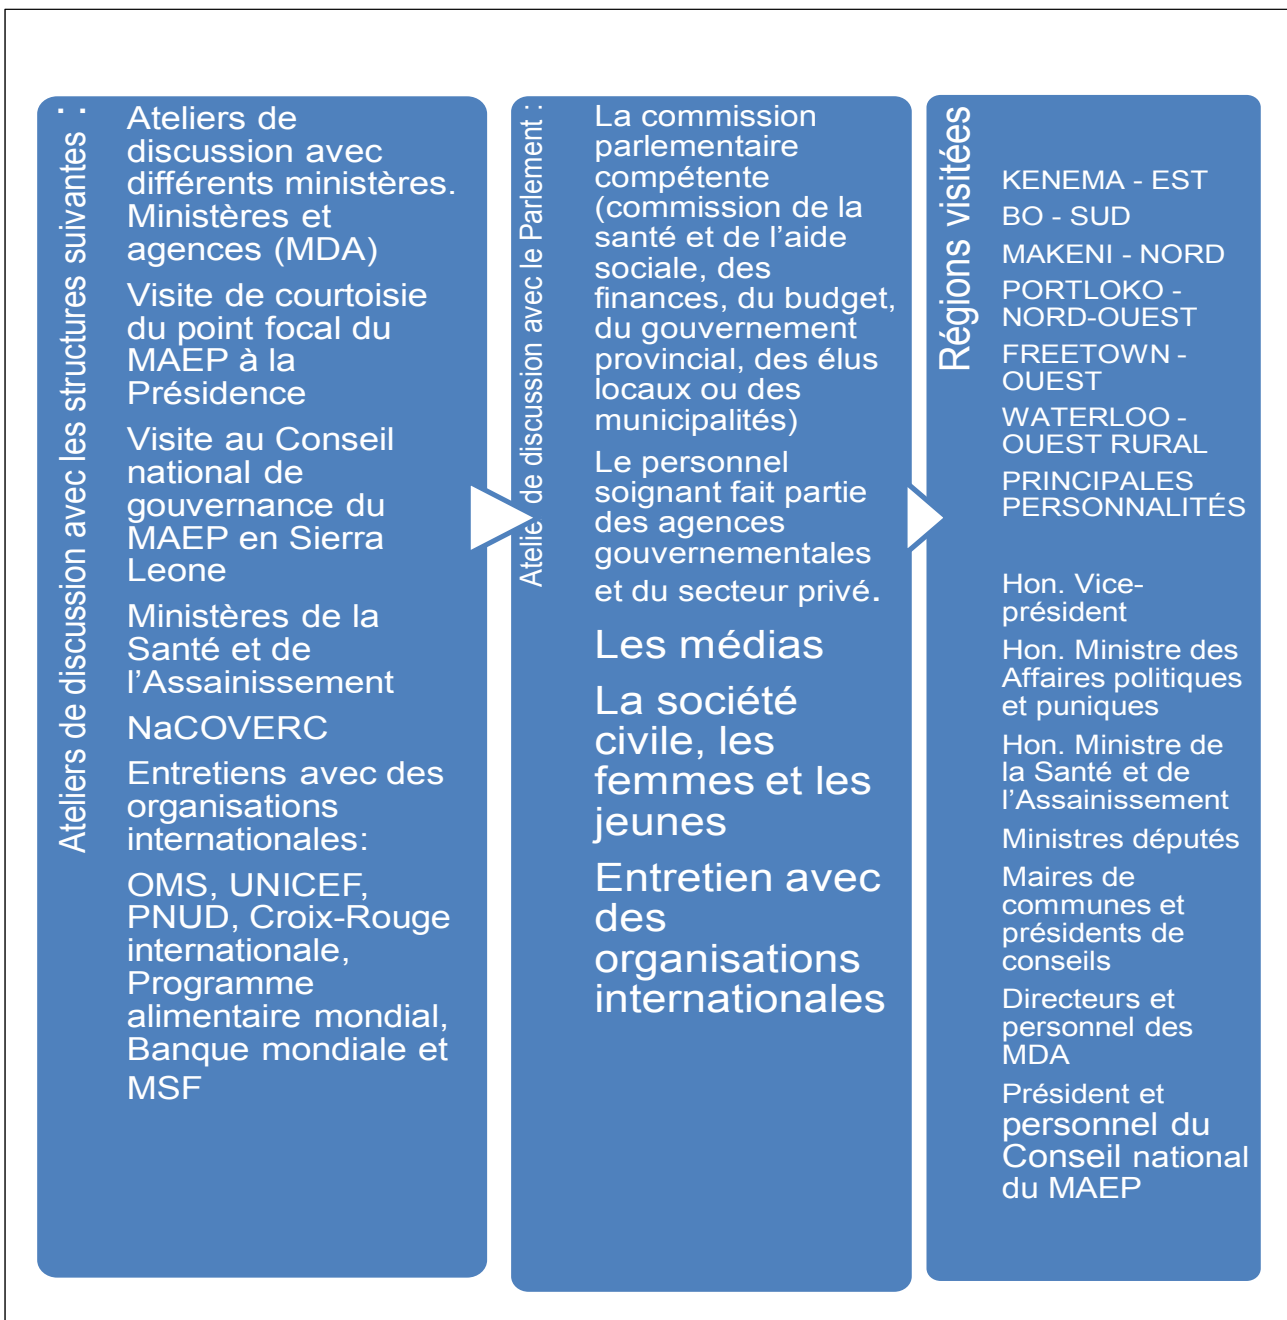 Ateliers de discussion avec les structures suivantes :
Ateliers de
discussion avec
différents ministères.
Ministères et
agences (MDA)
Visite de courtoisie
du point focal du
MAEP à la
Présidence
Visite au Conseil
national de
gouvernance du
MAEP en Sierra
Leone
Ministères de la
Santé et de
l’Assainissement
NaCOVERC
Entretiens avec des
organisations
internationales:
OMS, UNICEF,
PNUD, Croix-Rouge
internationale,
Programme
alimentaire mondial,
Banque mondiale et
MSF
de discussion avec le Parlement :
La commission
parlementaire
compétente
(commission de la
santé et de l’aide
sociale, des
finances, du budget,
du gouvernement
provincial, des élus
locaux ou des
municipalités)
Le personnel
soignant fait partie
des agences
gouvernementales
et du secteur privé.
Les médias
La société
civile, les
femmes et les
jeunes
Entretien avec
des
organisations
internationales
Régions visitées
KENEMA - EST
BO - SUD
MAKENI - NORD
PORTLOKO -
NORD-OUEST
FREETOWN -
OUEST
WATERLOO -
OUEST RURAL
PRINCIPALES
PERSONNALITÉS
Hon. Vice-
président
Hon. Ministre des
Affaires politiques
et puniques
Hon. Ministre de
la Santé et de
l’Assainissement
Ministres députés
Maires de
communes et
présidents de
conseils
Directeurs et
personnel des
MDA
Président et
personnel du
Conseil national
du MAEP